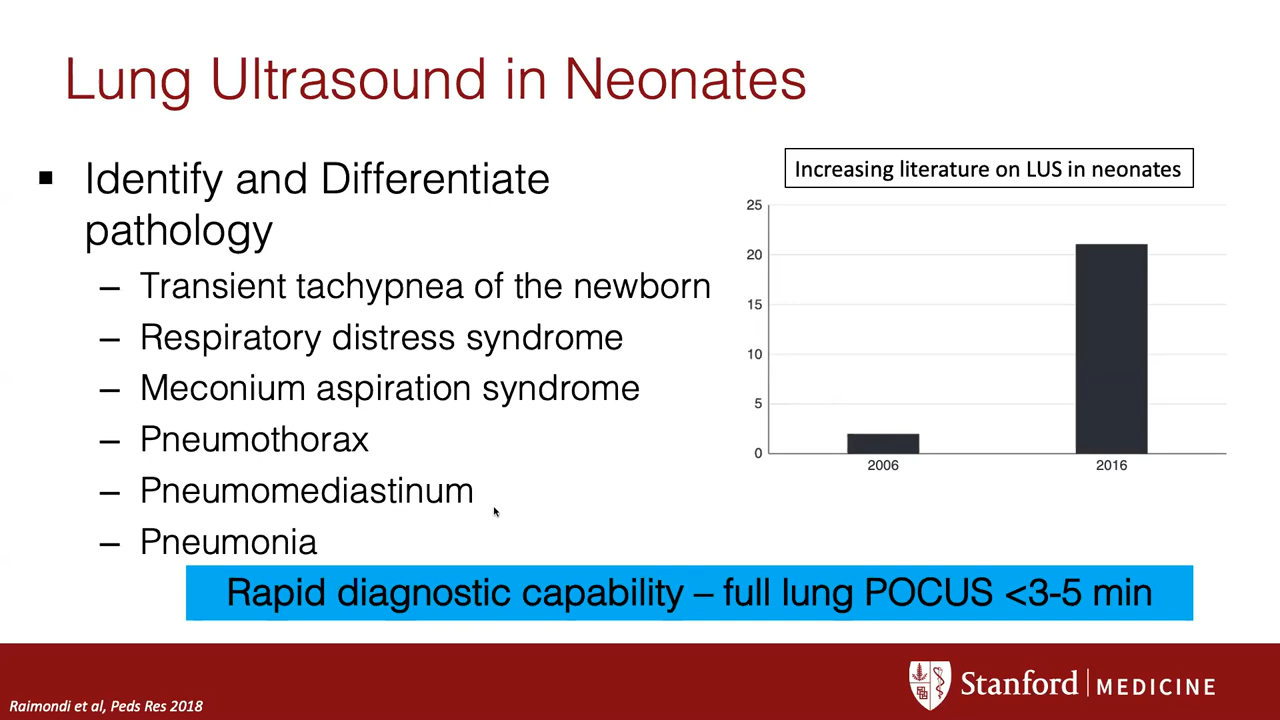 Lung Ultrasound in Neonates
▪ Identify and Differentiate
pathology
– Transient tachypnea of the newborn
– Respiratory distress syndrome
– Meconium aspiration syndrome
– Pneumothorax
– Pneumomediastinum
– Pneumonia
Increasing literature on LUS in neonates
25
20
15
10
5
0
2006 2016
Rapid diagnostic capability – full lung POCUS <3-5 min
Raimondi et al, Peds Res 2018
Stanford MEDICINE